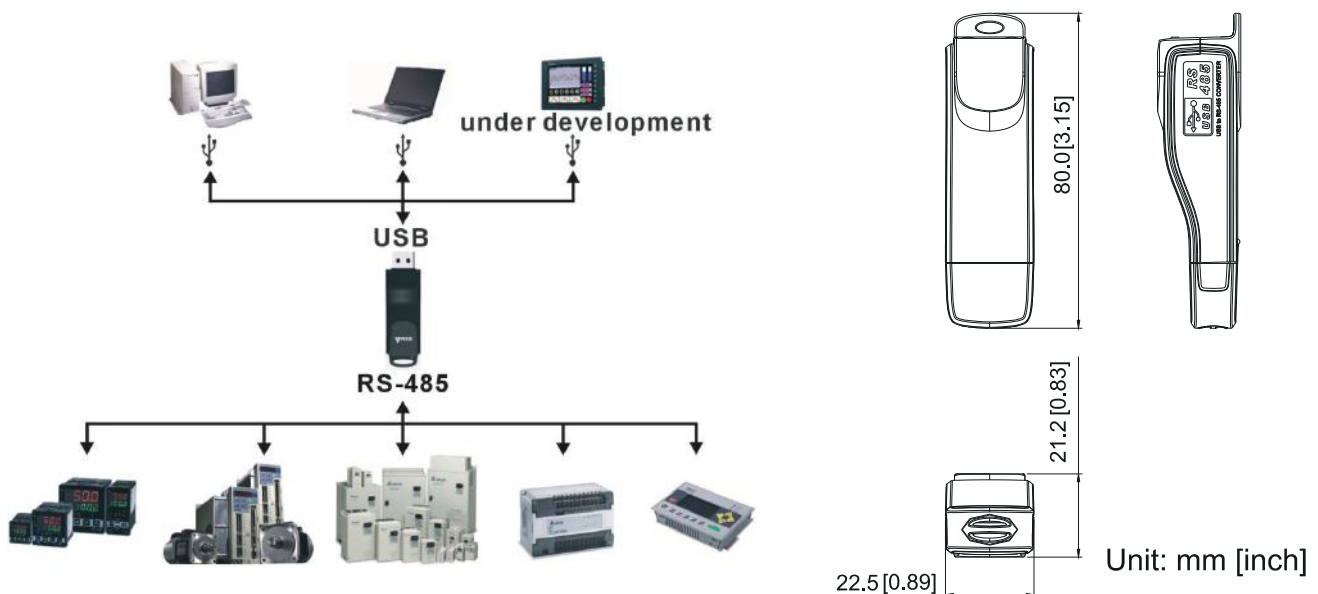 under development
USB
RS-485
80.0[3.15]
RS
485
USB
USB to RS-485 CONVERTER
21.2 [0.83]
22.5 [0.89]
Unit: mm [inch]